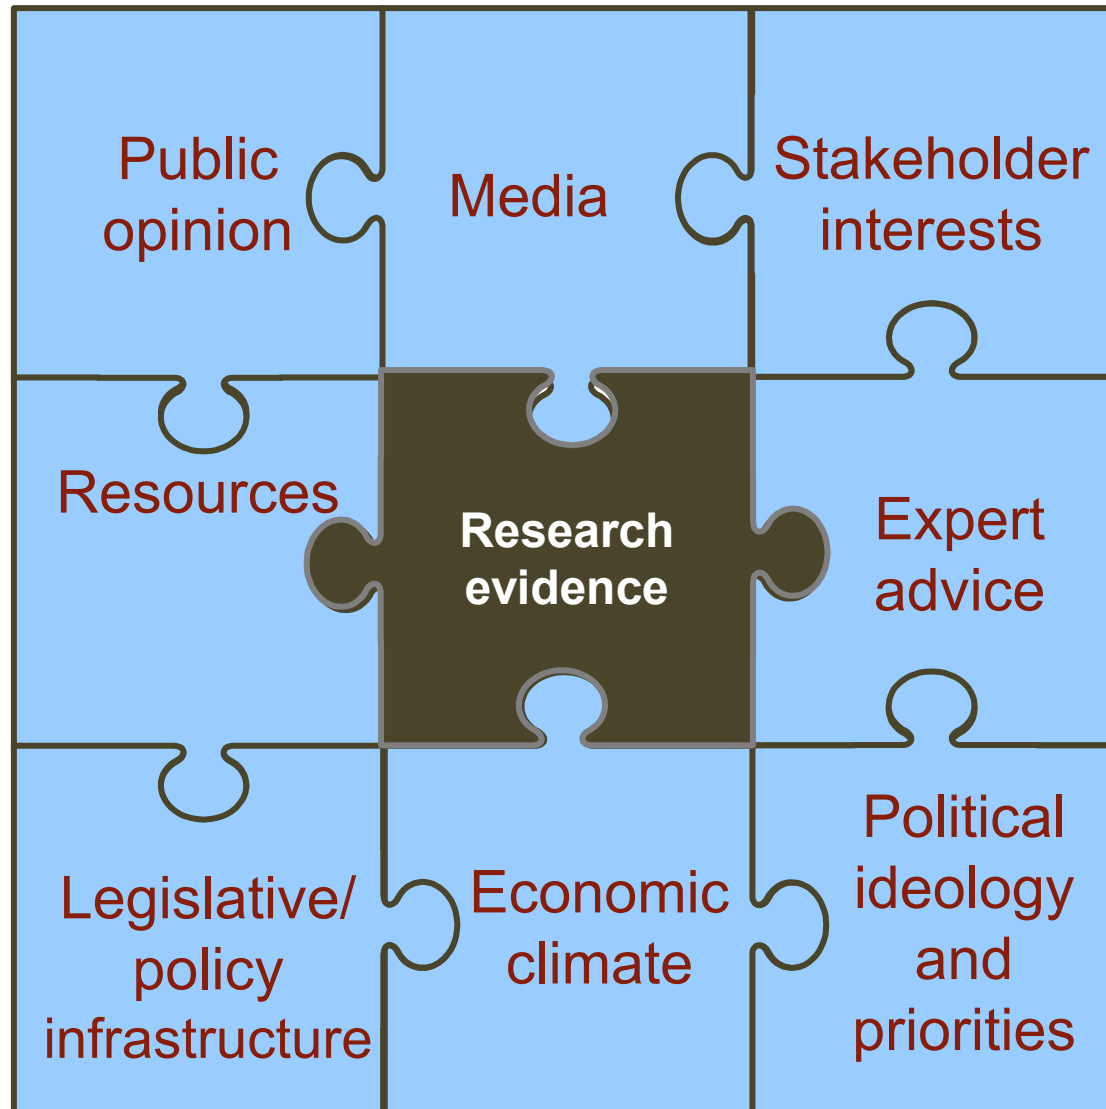 Public
opinion
Media
Stakeholder
interests
Resources
Research
evidence
Expert
advice
Legislative/
policy
infrastructure
Economic
climate
Political
ideology
and
priorities